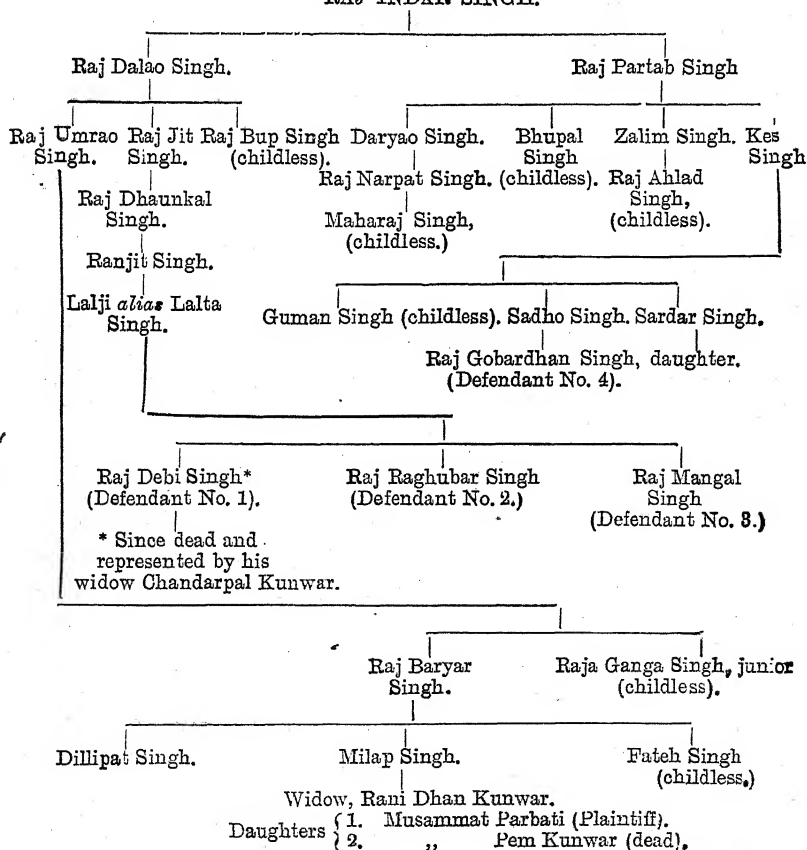 RAJ INDAR SINGH.
Raj Dalao Singh. Raj Partab Singh
Raj Umrao Raj Jit Raj Bup Singh Daryao Singh. Bhupal Zalim Singh. Kes
Singh. Singh. (childless). Singh Singh
Raj Narpat Singh. (childless). Raj Ahlad
Raj Dhaunkal Singh,
Singh. Maharaj Singh, (childless).
(childless.)
Ranjit Singh.
Lalji alias Lalta
Singh. Guman Singh (childless). Sadho Singh. Sardar Singh.
Raj Gobardhan Singh, daughter.
(Defendant No. 4).
Raj Debi Singh* Raj Raghubar Singh Raj Mangal
(Defendant No. 1). (Defendant No. 2.) Singh
(Defendant No. 3.)
* Since dead and
represented by his
widow Chandarpal Kunwar.
Raj Baryar Raja Ganga Singh, junior
Singh. (childless).
Dillipat Singh. Milap Singh. Fateh Singh
(childless.)
Widow, Rani Dhan Kunwar.
Daughters { 1. Musammat Parbati (Plaintiff).
2. „ Pem Kunwar (dead).